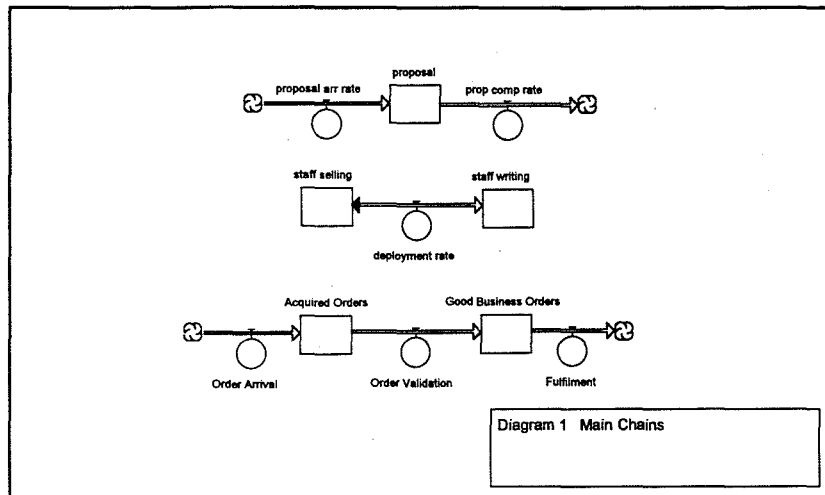 proposal
proposal arr rate
prop comp rate
staff selling
staff writing
deployment rate
Acquired Orders
Good Business Orders
Order Arrival
Order Validation
Fulfilment
Diagram 1 Main Chains